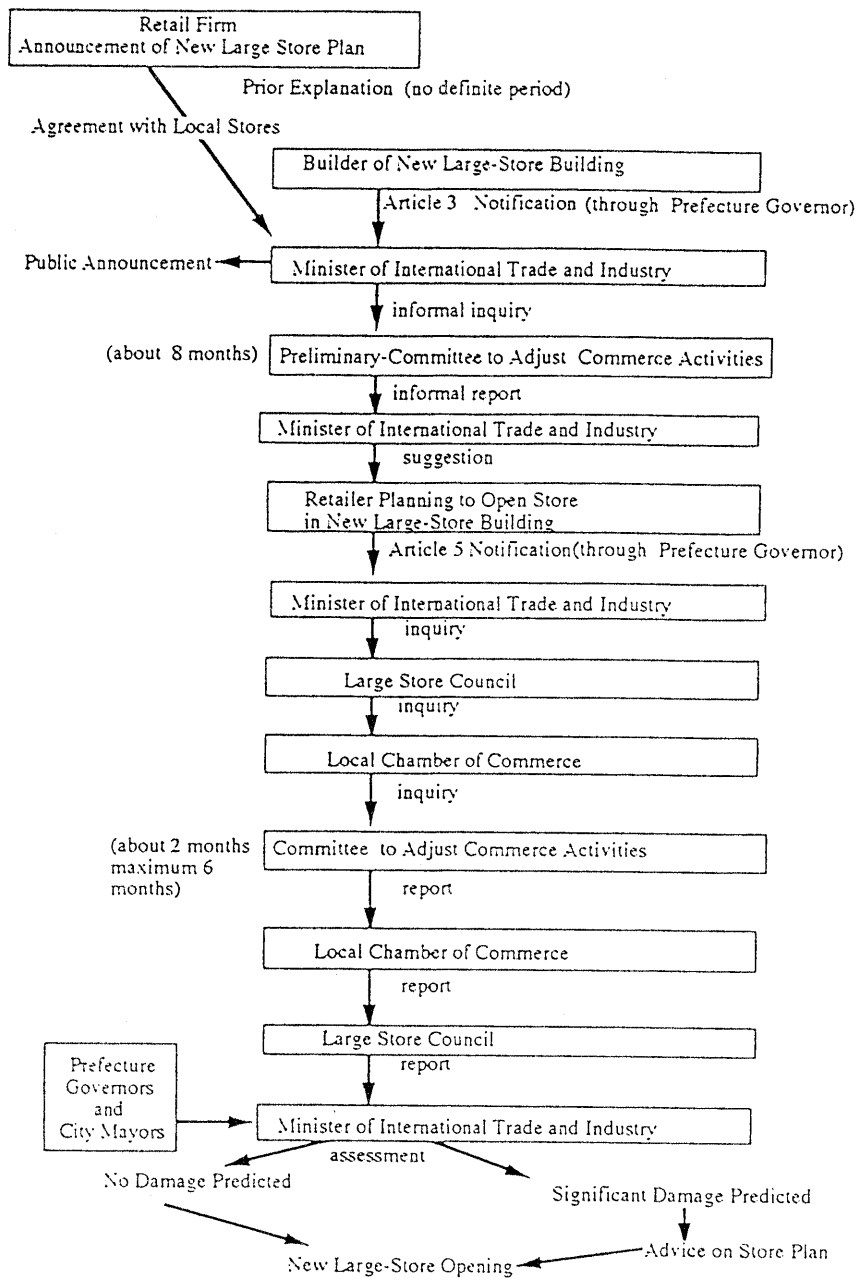 Retail Firm
Announcement of New Large Store Plan
Prior Explanation (no definite period)
Agreement with Local Stores
Builder of New Large-Store Building
Article 3 Notification (through Prefecture Governor)
Public Announcement
Minister of International Trade and Industry
informal inquiry
(about 8 months)
Preliminary-Committee to Adjust Commerce Activities
informal report
Minister of International Trade and Industry
suggestion
Retailer Planning to Open Store
in New Large-Store Building
Article 5 Notification(through Prefecture Governor)
Minister of International Trade and Industry
inquiry
Large Store Council
inquiry
Local Chamber of Commerce
inquiry
(about 2 months
maximum 6
months)
Committee to Adjust Commerce Activities
report
Local Chamber of Commerce
report
Large Store Council
report
Prefecture
Governors
and
City Mayors
Minister of International Trade and Industry
assessment
No Damage Predicted
Significant Damage Predicted
Advice on Store Plan
New Large-Store Opening